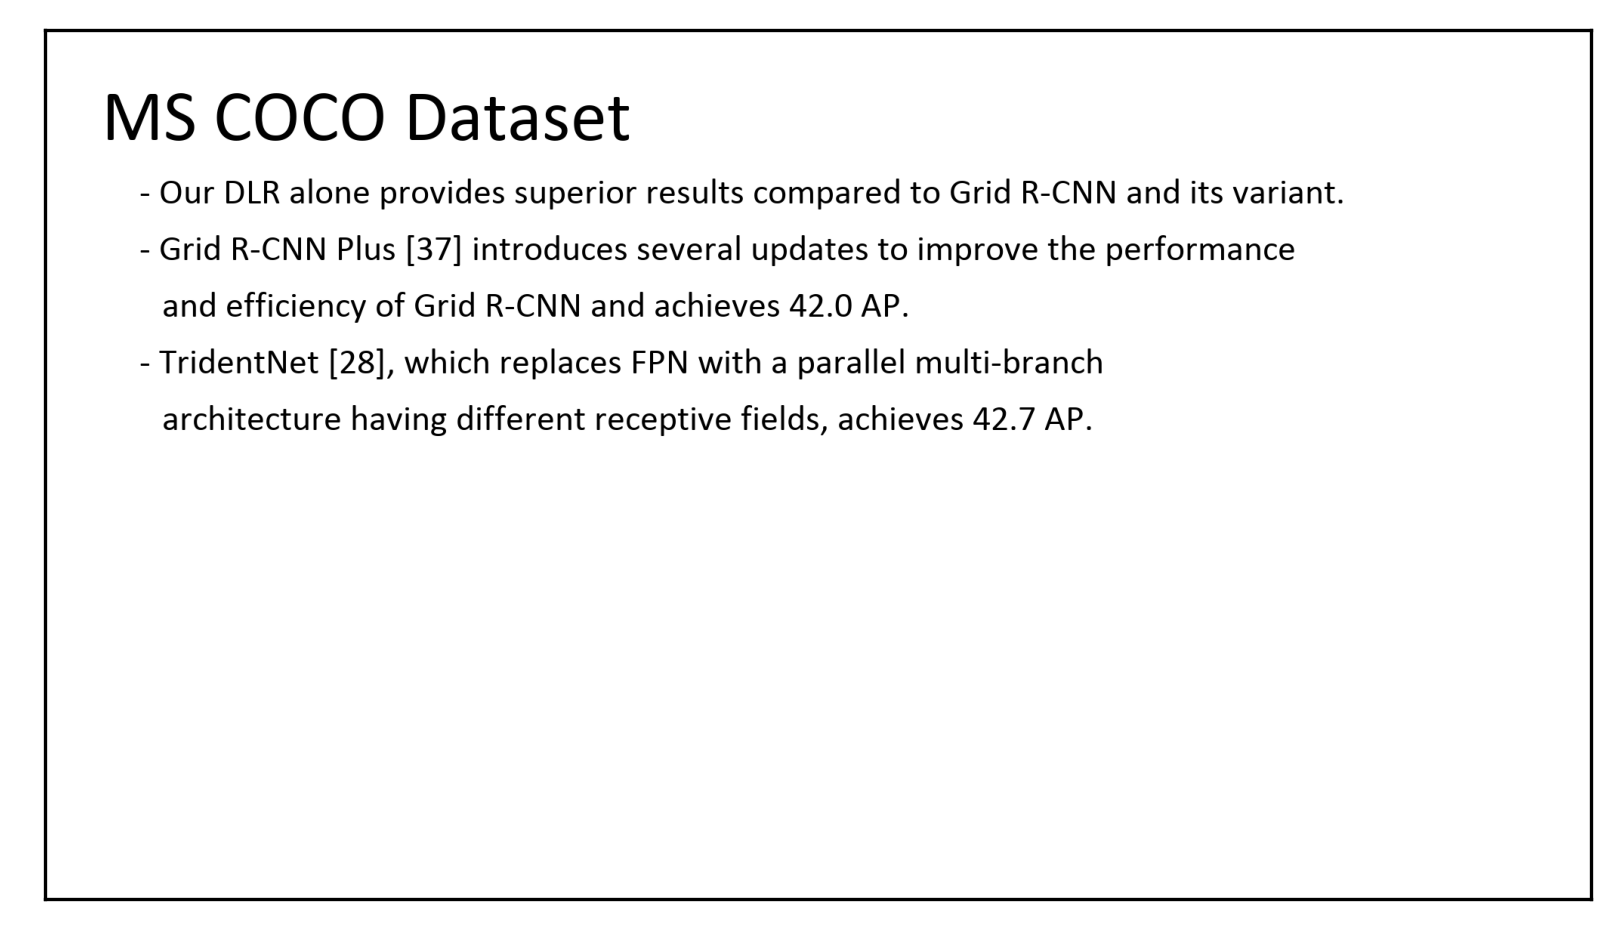 MS COCO Dataset
- Our DLR alone provides superior results compared to Grid R-CNN and its variant.
- Grid R-CNN Plus [37] introduces several updates to improve the performance
and efficiency of Grid R-CNN and achieves 42.0 AP.
- TridentNet [28], which replaces FPN with a parallel multi-branch
architecture having different receptive fields, achieves 42.7 AP.